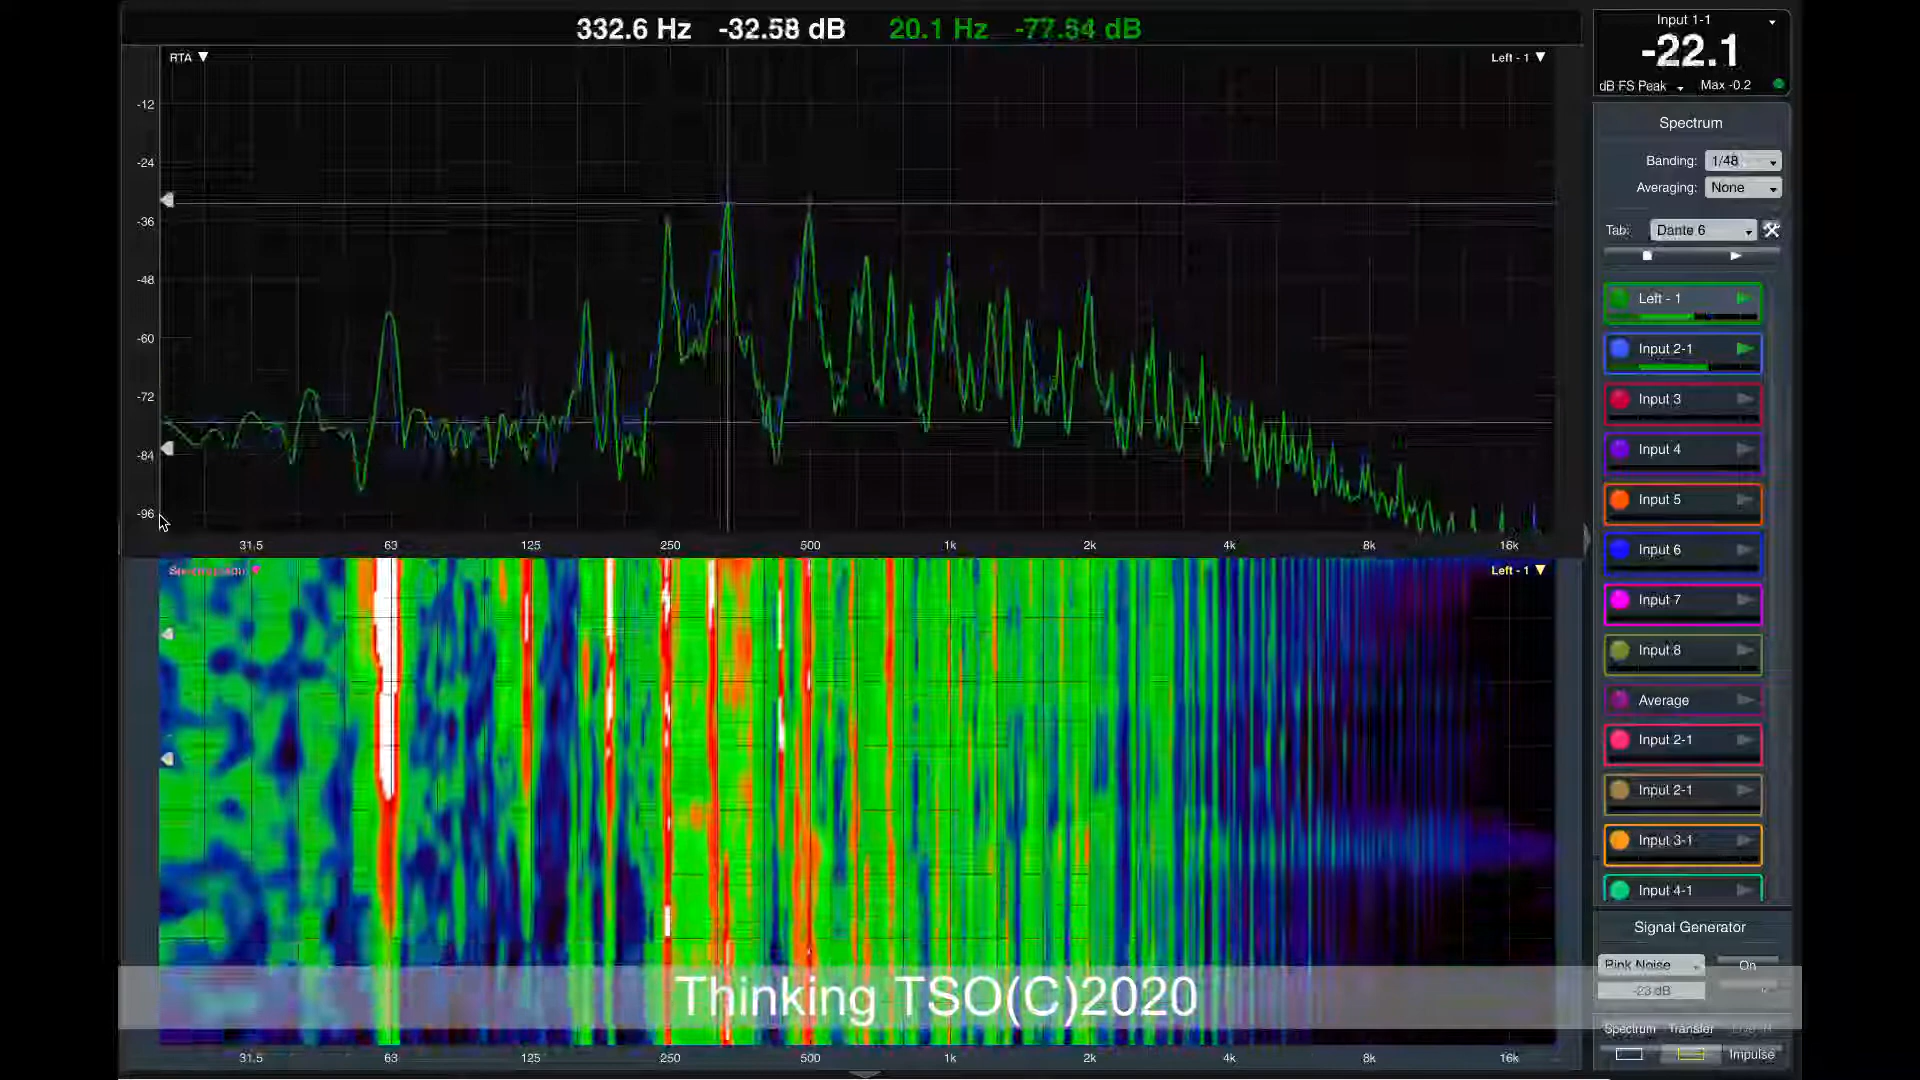 332.6 Hz -32.58 dB 20.1 Hz -77.54 dB
RTA
Left - 1
-12
-24
-36
-48
-60
-72
-84
-96
31.5 63 125 250 500 1k 2k 4k 8k 16k
Left - 1
31.5 63 125 250 500 1k 2k 4k 8k 16k
Thinking TSO(C)2020
Input 1-1
-22.1
dB FS Peak Max -0.2
Spectrum
Banding: 1/48
Averaging: None
Tab: Dante 6
Left - 1
Input 2-1
Input 3
Input 4
Input 5
Input 6
Input 7
Input 8
Average
Input 2-1
Input 2-1
Input 3-1
Input 4-1
Signal Generator
Pink Noise On
-23 dB
Spectrum Transfer
Impulse